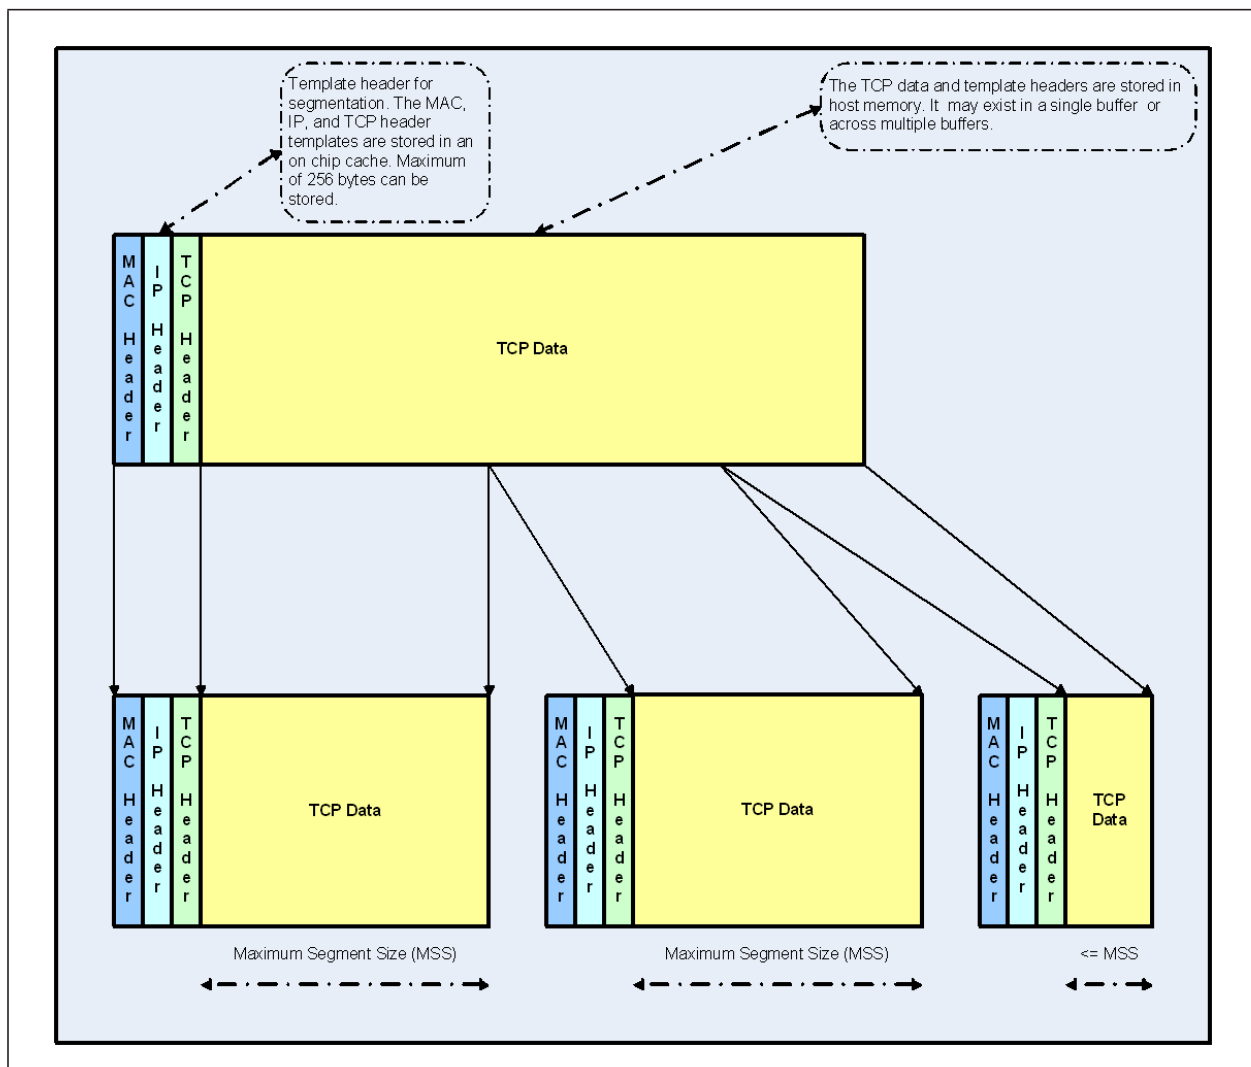 Template header for
segmentation. The MAC,
IP, and TCP header
templates are stored in an
on chip cache. Maximum
of 256 bytes can be
stored.
The TCP data and template headers are stored in
host memory. It may exist in a single buffer or
across multiple buffers.
MAC Header
IP Header
TCP Header
TCP Data
MAC Header
IP Header
TCP Header
TCP Data
MAC Header
IP Header
TCP Header
TCP Data
MAC Header
IP Header
TCP Header
TCP
Data
Maximum Segment Size (MSS)
Maximum Segment Size (MSS)
<= MSS